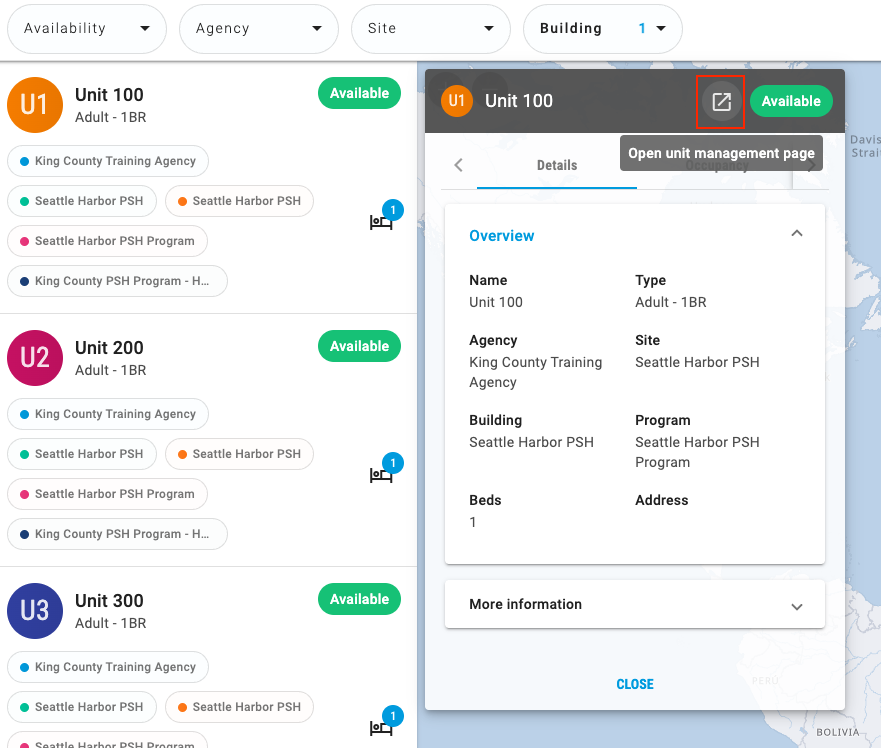 Availability
Agency
Site
Building 1
U1
Unit 100
Adult - 1BR
Available
King County Training Agency
Seattle Harbor PSH
Seattle Harbor PSH
Seattle Harbor PSH Program
King County PSH Program - H...
1
U2
Unit 200
Adult - 1BR
Available
King County Training Agency
Seattle Harbor PSH
Seattle Harbor PSH
Seattle Harbor PSH Program
King County PSH Program - H...
1
U3
Unit 300
Adult - 1BR
Available
King County Training Agency
Seattle Harbor PSH
Seattle Harbor PSH
Seattle Harbor PSH Program
1
U1
Unit 100
Available
Open unit management page
Details
Occupancy
Overview
Name
Unit 100
Type
Adult - 1BR
Agency
King County Training
Agency
Site
Seattle Harbor PSH
Building
Seattle Harbor PSH
Program
Seattle Harbor PSH
Program
Beds
1
Address
More information
CLOSE
Davis
Strait
PERÚ
BOLIVIA